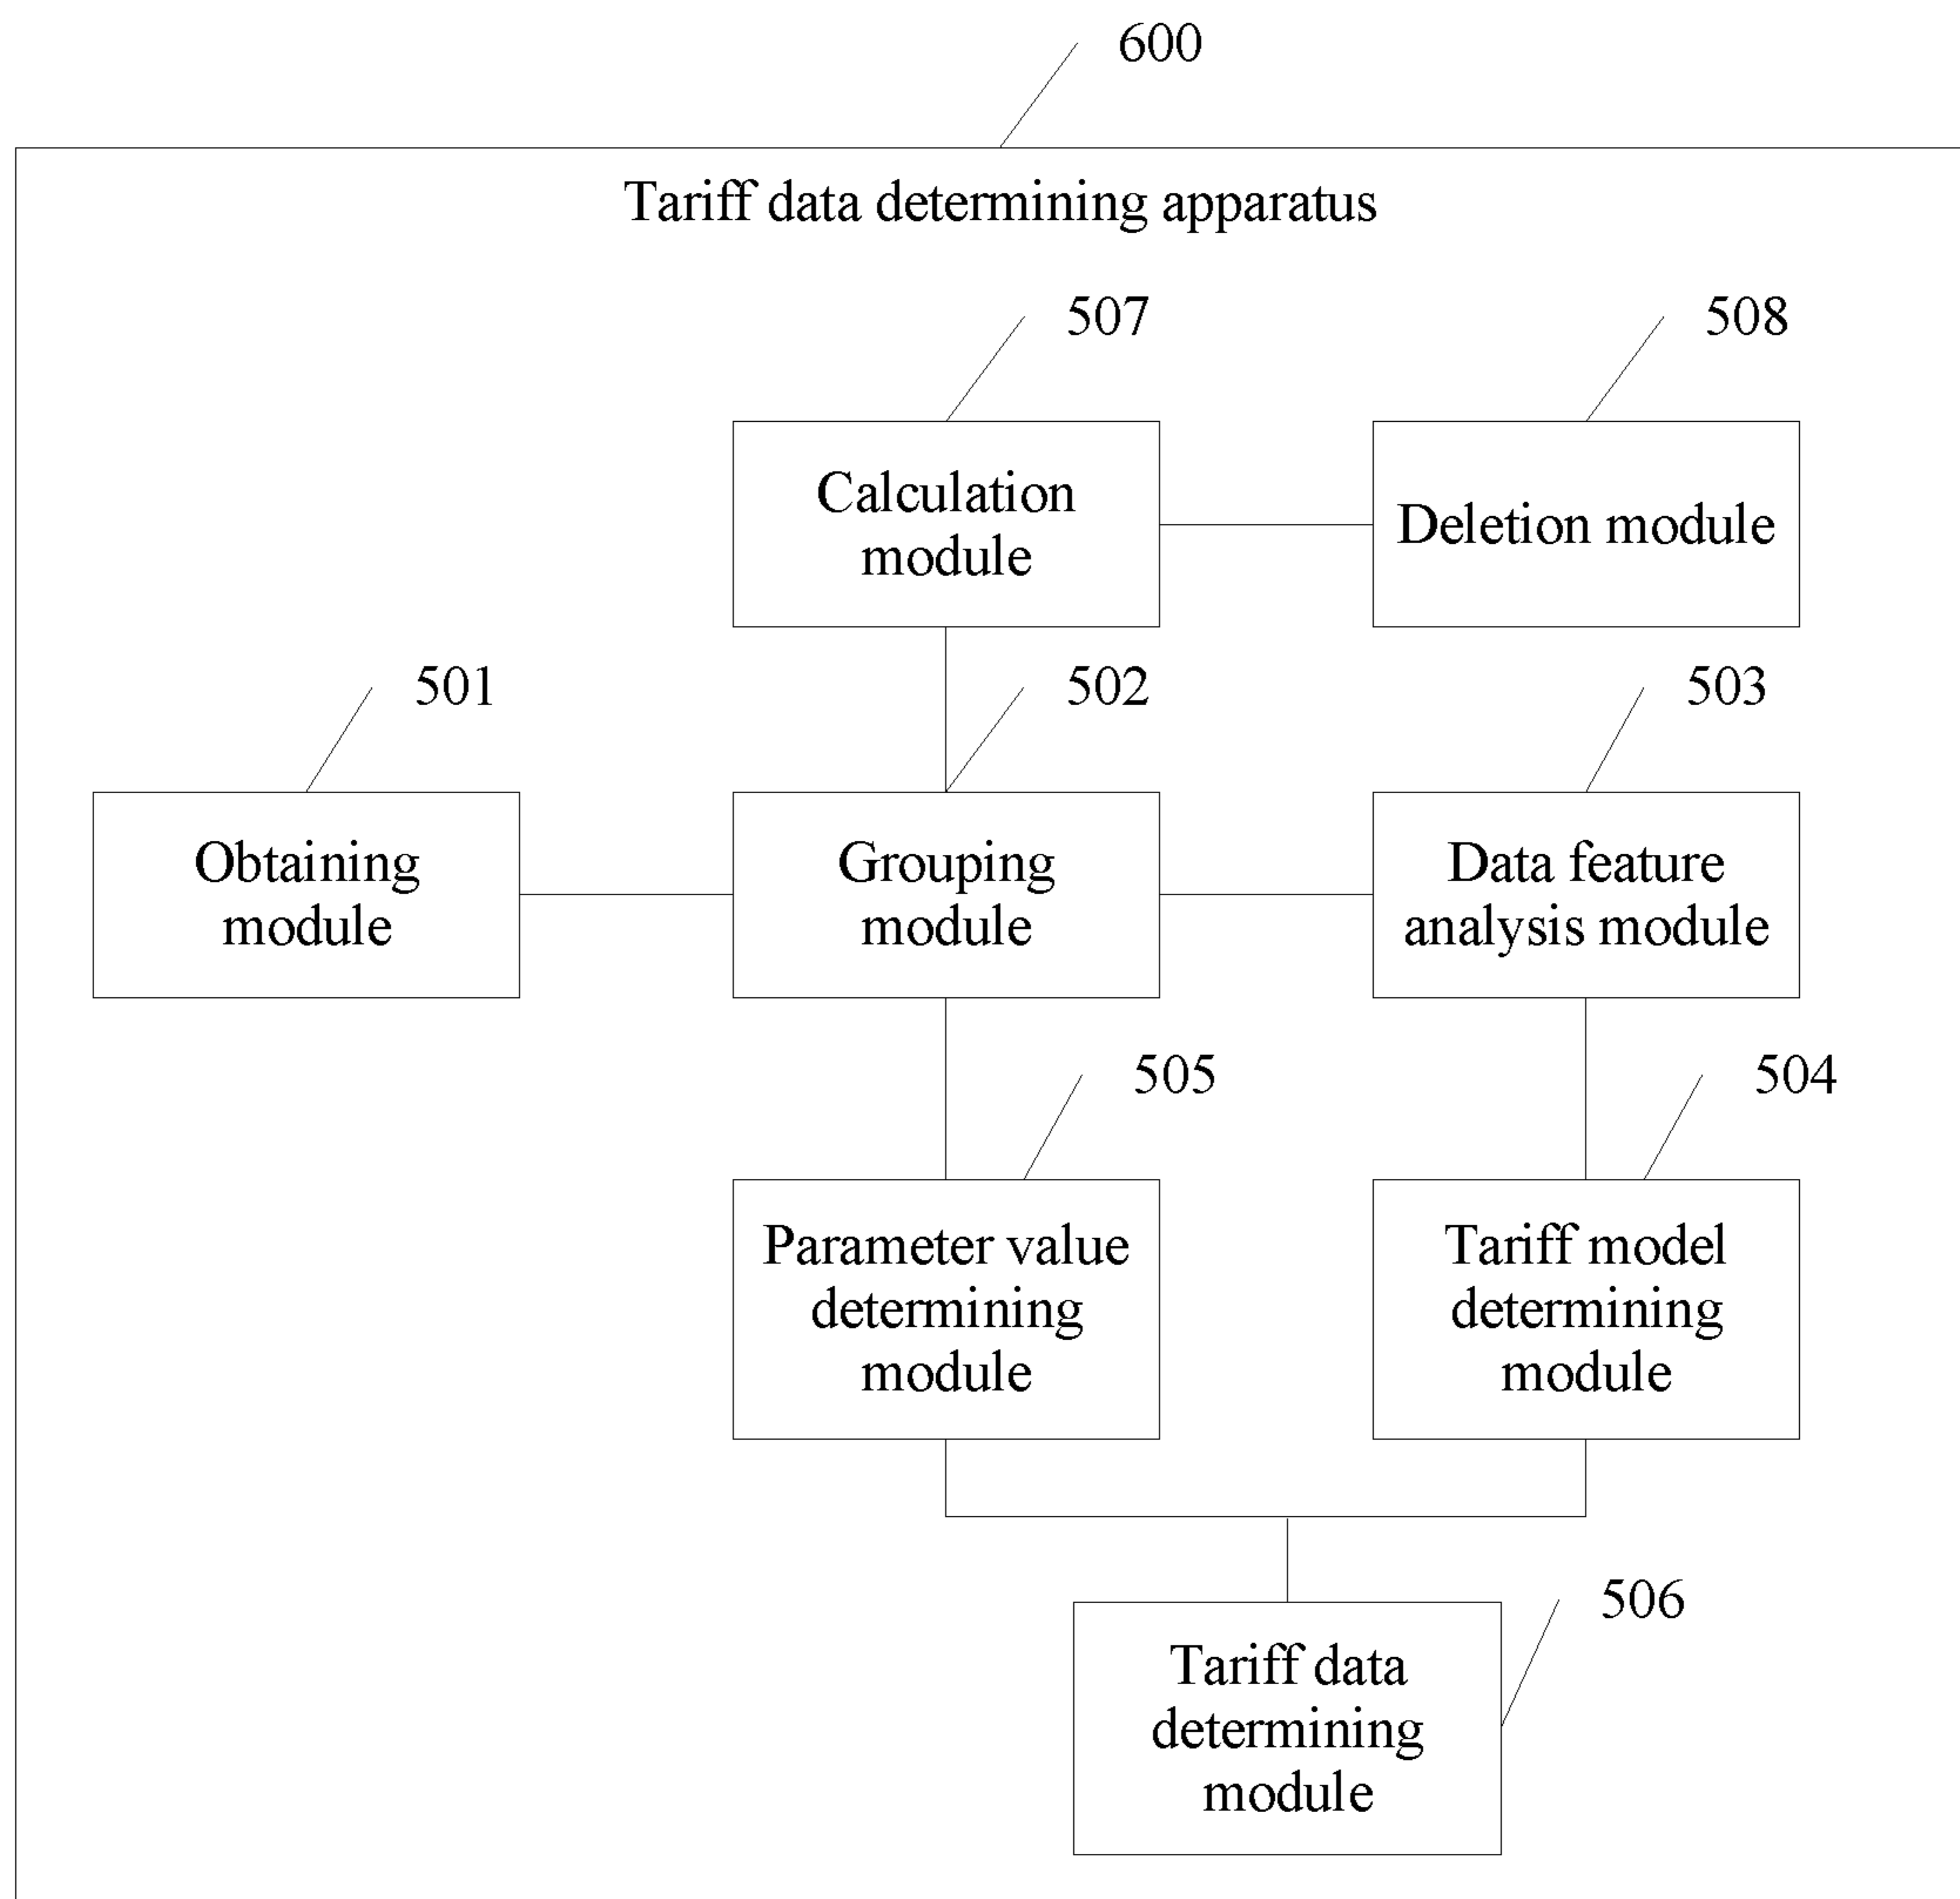 600
Tariff data determining apparatus
507
508
Calculation
module
Deletion module
501
502
503
Obtaining
module
Grouping
module
Data feature
analysis module
505
504
Parameter value
determining
module
Tariff model
determining
module
506
Tariff data
determining
module